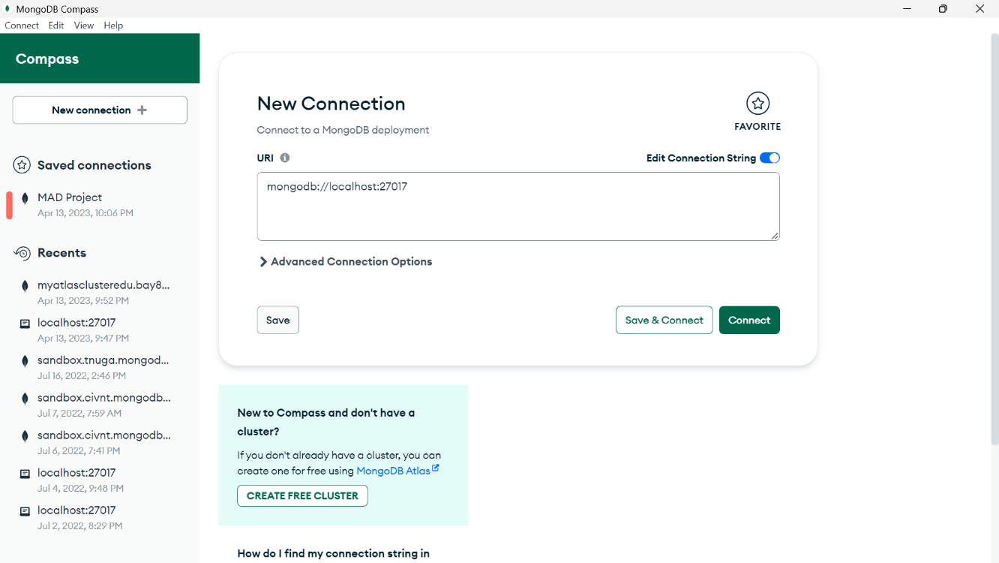 MongoDB Compass
Connect Edit View Help
Compass
New connection
Saved connections
MAD Project
Apr 13, 2023, 10:06 PM
Recents
myatlasclusteredu.bay8...
Apr 13, 2023, 9:52 PM
localhost:27017
Apr 13, 2023, 9:47 PM
sandbox.tnuga.mongod...
Jul 16, 2022, 2:46 PM
sandbox.civnt.mongodb...
Jul 7, 2022, 7:59 AM
sandbox.civnt.mongodb...
Jul 6, 2022, 7:41 PM
localhost:27017
Jul 4, 2022, 9:48 PM
localhost:27017
Jul 2, 2022, 8:29 PM
New Connection
Connect to a MongoDB deployment
FAVORITE
URI
Edit Connection String
mongodb://localhost:27017
Advanced Connection Options
Save
Save & Connect
Connect
New to Compass and don't have a
cluster?
If you don't already have a cluster, you can
create one for free using MongoDB Atlas
CREATE FREE CLUSTER
How do I find my connection string in